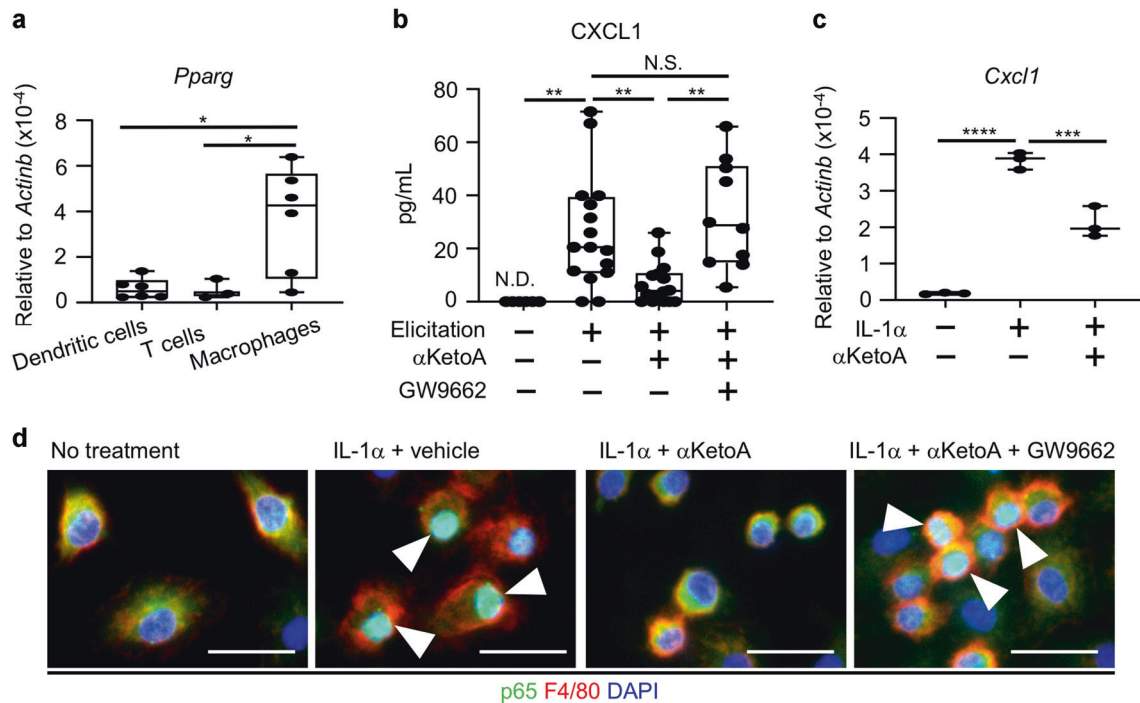 a
Pparg
Relative to Actinb (x10⁻⁴)
8
6
4
2
0
*
*
Dendritic cells
T cells
Macrophages
b
CXCL1
pg/mL
80
60
40
20
0
N.S.
** ** **
N.D.
Elicitation − + + +
αKetoA − − + +
GW9662 − − − +
c
Cxcl1
Relative to Actinb (x10⁻⁴)
5
4
3
2
1
0
**** ***
IL-1α − + +
αKetoA − − +
d
No treatment
IL-1α + vehicle
IL-1α + αKetoA
IL-1α + αKetoA + GW9662
p65 F4/80 DAPI